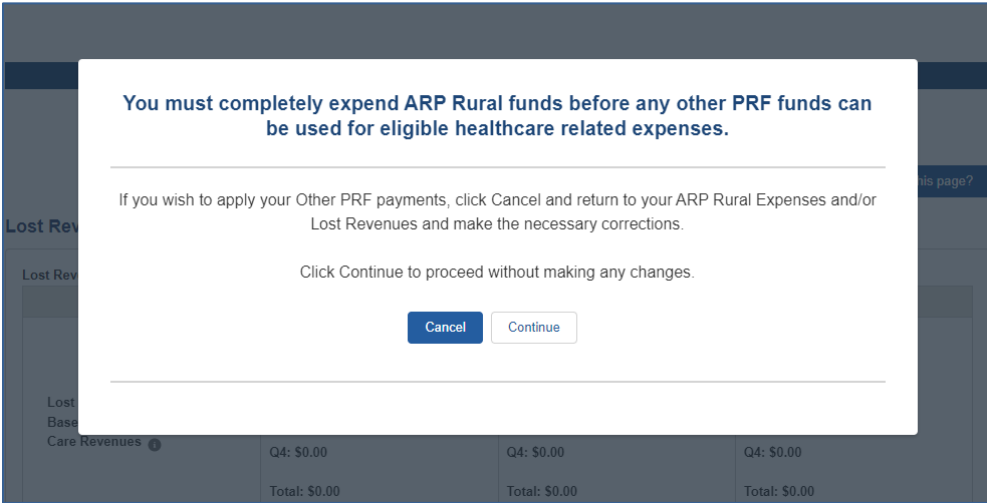 You must completely expend ARP Rural funds before any other PRF funds can
be used for eligible healthcare related expenses.
his page?
If you wish to apply your Other PRF payments, click Cancel and return to your ARP Rural Expenses and/or
Lost Revenues and make the necessary corrections.
Lost Rev
Click Continue to proceed without making any changes.
Lost Rev
Cancel Continue
Lost
Base
Care Revenues
Q4: $0.00 Q4: $0.00 Q4: $0.00
Total: $0.00 Total: $0.00 Total: $0.00